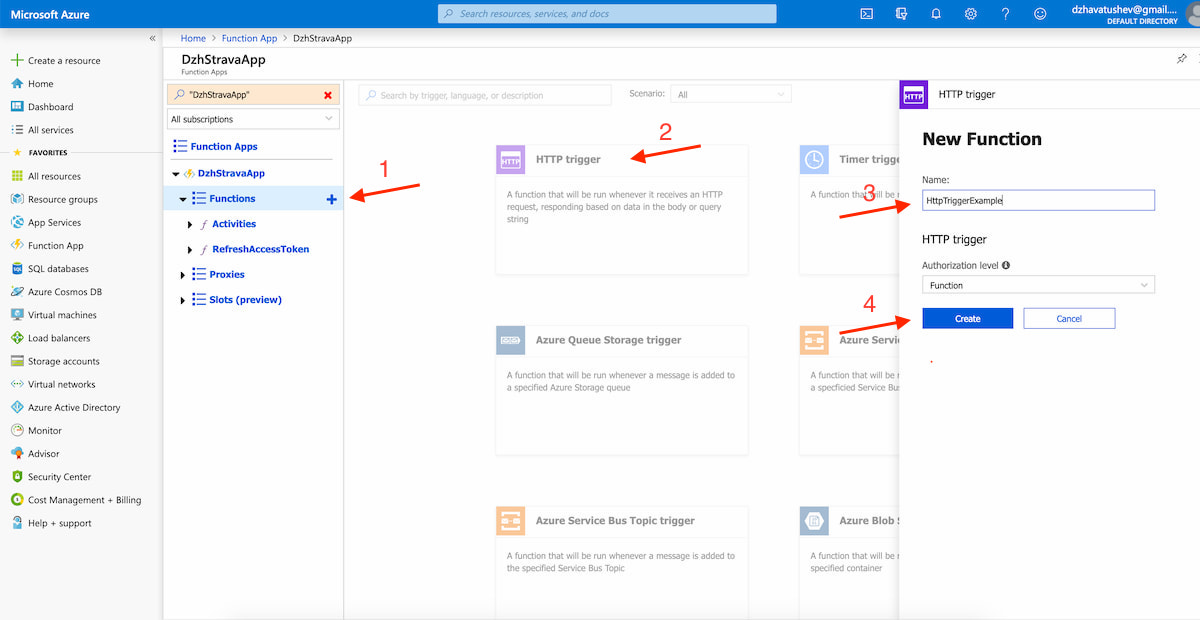 Microsoft Azure
Search resources, services, and docs
dzhavatushev@gmail....
DEFAULT DIRECTORY
«
Create a resource
Home
Dashboard
All services
FAVORITES
All resources
Resource groups
App Services
Function App
SQL databases
Azure Cosmos DB
Virtual machines
Load balancers
Storage accounts
Virtual networks
Azure Active Directory
Monitor
Advisor
Security Center
Cost Management + Billing
Help + support
Home > Function App > DzhStravaApp
DzhStravaApp
Function Apps
"DzhStravaApp"
All subscriptions
Function Apps
DzhStravaApp
Functions
Activities
RefreshAccessToken
Proxies
Slots (preview)
1
Search by trigger, language, or description
Scenario: All
HTTP
HTTP trigger
2
A function that will be run whenever it receives an HTTP
request, responding based on data in the body or query
string
Timer trigge
A function that will be r
Azure Queue Storage trigger
A function that will be run whenever a message is added to
a specified Azure Storage queue
Azure Servi
A function that will be r
a specficied Service Bus
Azure Service Bus Topic trigger
A function that will be run whenever a message is added to
the specified Service Bus Topic
Azure Blob S
A function that will be r
specified container
HTTP
HTTP trigger
New Function
Name:
3
HttpTriggerExample
HTTP trigger
Authorization level
Function
4
Create
Cancel
.